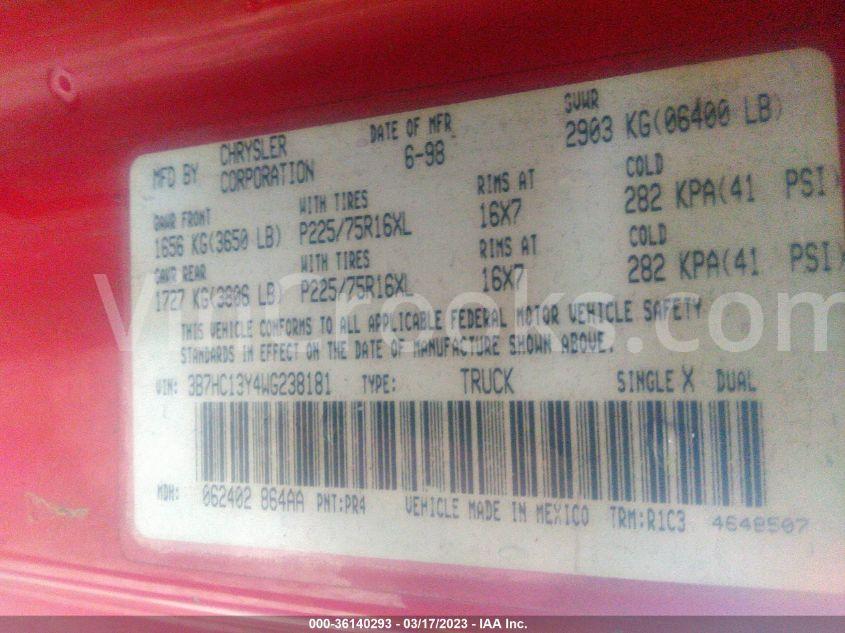 MFD BY CHRYSLER CORPORATION DATE OF MFR 6-98 GVWR 2903 KG(06400 LB)
GAWR FRONT WITH TIRES RIMS AT COLD
1656 KG(3650 LB) P225/75R16XL 16X7 282 KPA(41 PSI)
GAWR REAR WITH TIRES RIMS AT COLD
1727 KG(3806 LB) P225/75R16XL 16X7 282 KPA(41 PSI)
THIS VEHICLE CONFORMS TO ALL APPLICABLE FEDERAL MOTOR VEHICLE SAFETY
STANDARDS IN EFFECT ON THE DATE OF MANUFACTURE SHOWN ABOVE.
VIN: 3B7HC13Y4WG238181 TYPE: TRUCK SINGLE X DUAL
MDH: 062402 864AA PNT:PR4 VEHICLE MADE IN MEXICO TRM:R1C3 4648507
000-36140293 - 03/17/2023 - IAA Inc.